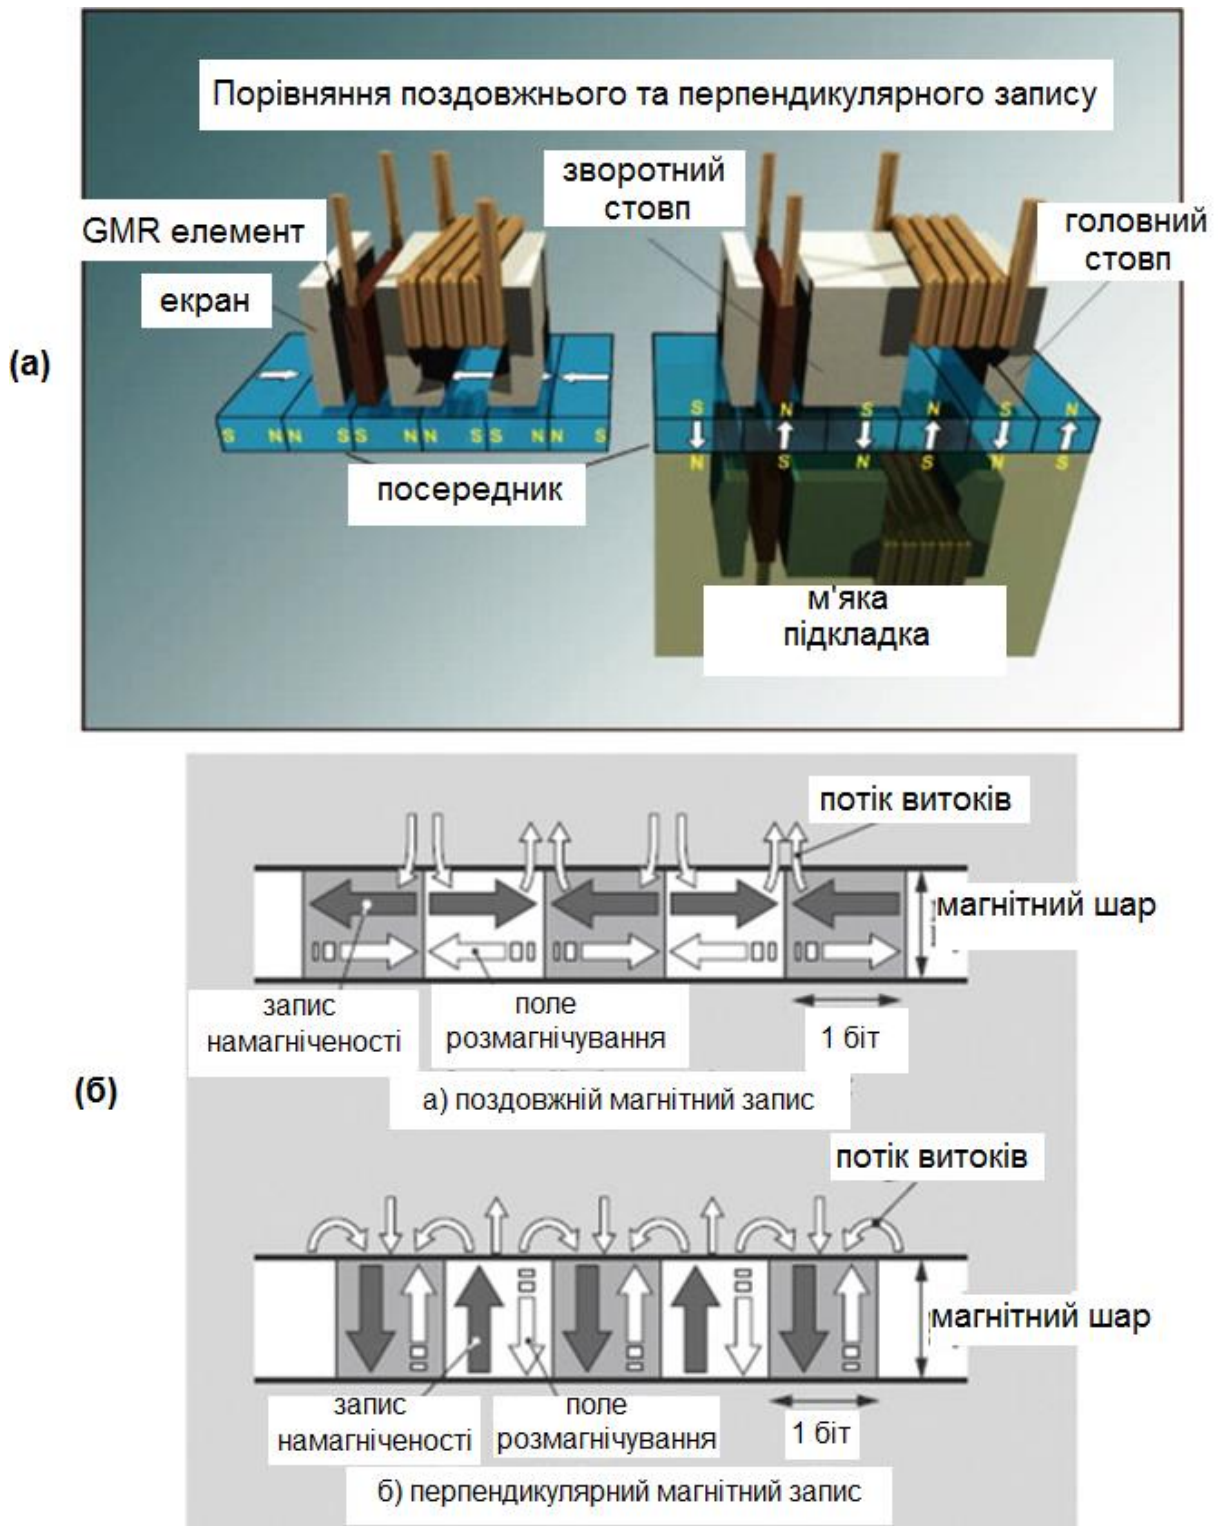 Порівняння поздовжнього та перпендикулярного запису
зворотний
стовп
GMR елемент
головний
стовп
екран
(а)
S N N S S N N S S N N S
S N S N S N
N S N S N S
посередник
м'яка
підкладка
потік витоків
магнітний шар
запис
намагніченості
поле
розмагнічування
1 біт
(б)
а) поздовжній магнітний запис
потік витоків
магнітний шар
запис
намагніченості
поле
розмагнічування
1 біт
б) перпендикулярний магнітний запис